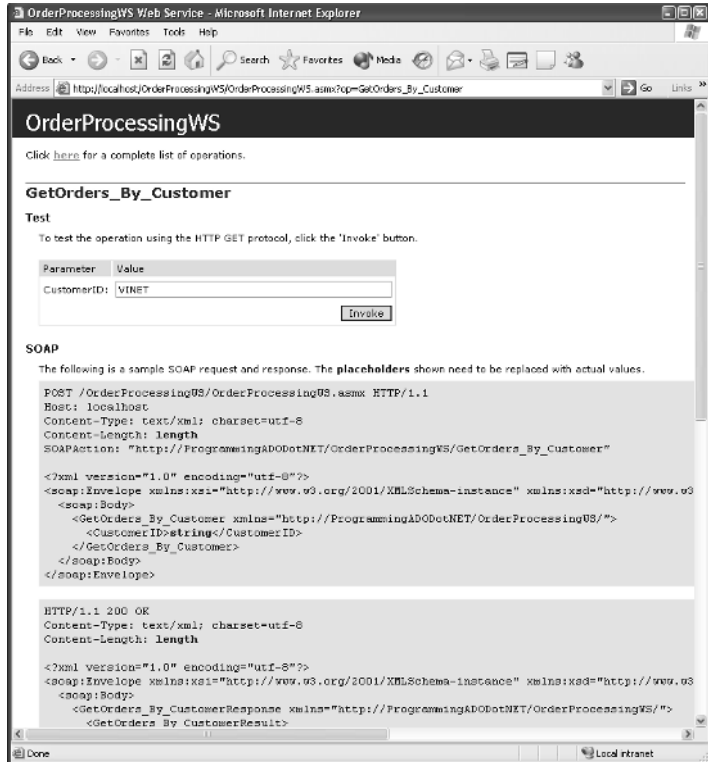 OrderProcessingWS Web Service - Microsoft Internet Explorer
File Edit View Favorites Tools Help
Back Search Favorites Media
Address http://localhost/OrderProcessingWS/OrderProcessingWS.asmx?op=GetOrders_By_Customer Go Links »
OrderProcessingWS
Click here for a complete list of operations.
GetOrders_By_Customer
Test
To test the operation using the HTTP GET protocol, click the 'Invoke' button.
Parameter Value
CustomerID: VINET
Invoke
SOAP
The following is a sample SOAP request and response. The placeholders shown need to be replaced with actual values.
POST /OrderProcessingWS/OrderProcessingWS.asmx HTTP/1.1
Host: localhost
Content-Type: text/xml; charset=utf-8
Content-Length: length
SOAPAction: "http://ProgrammingADODotNET/OrderProcessingWS/GetOrders_By_Customer"
<?xml version="1.0" encoding="utf-8"?>
<soap:Envelope xmlns:xsi="http://www.w3.org/2001/XMLSchema-instance" xmlns:xsd="http://www.w3
<soap:Body>
<GetOrders_By_Customer xmlns="http://ProgrammingADODotNET/OrderProcessingWS/">
<CustomerID>string</CustomerID>
</GetOrders_By_Customer>
</soap:Body>
</soap:Envelope>
HTTP/1.1 200 OK
Content-Type: text/xml; charset=utf-8
Content-Length: length
<?xml version="1.0" encoding="utf-8"?>
<soap:Envelope xmlns:xsi="http://www.w3.org/2001/XMLSchema-instance" xmlns:xsd="http://www.w3
<soap:Body>
<GetOrders_By_CustomerResponse xmlns="http://ProgrammingADODotNET/OrderProcessingWS/">
<GetOrders_By_CustomerResult>
Done Local intranet